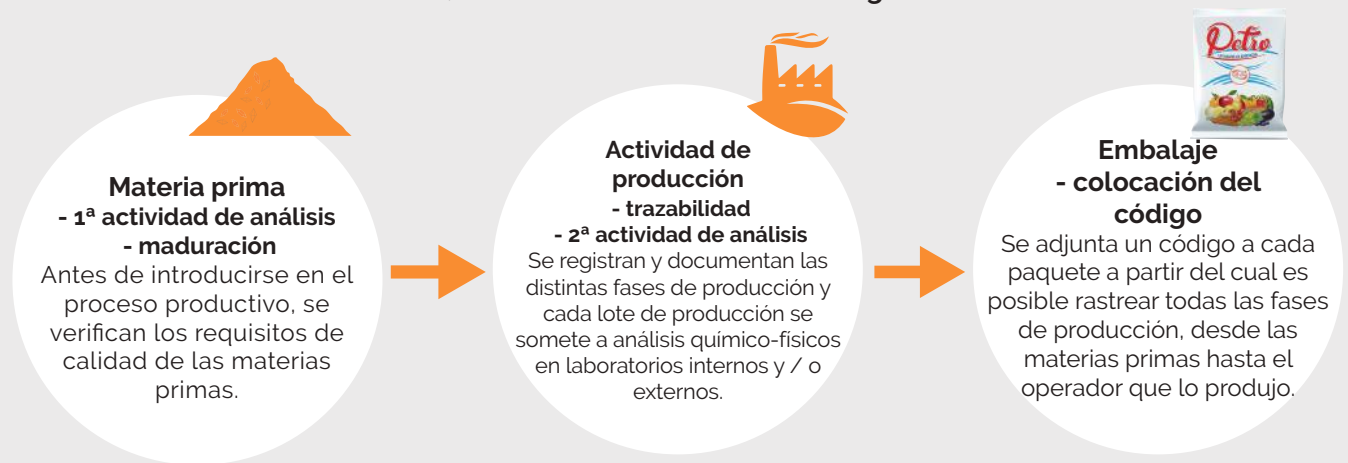 Materia prima
- 1ª actividad de análisis
- maduración
Antes de introducirse en el
proceso productivo, se
verifican los requisitos de
calidad de las materias
primas.
Actividad de
producción
- trazabilidad
- 2ª actividad de análisis
Se registran y documentan las
distintas fases de producción y
cada lote de producción se
somete a análisis químico-físicos
en laboratorios internos y / o
externos.
Petro
Embalaje
- colocación del
código
Se adjunta un código a cada
paquete a partir del cual es
posible rastrear todas las fases
de producción, desde las
materias primas hasta el
operador que lo produjo.